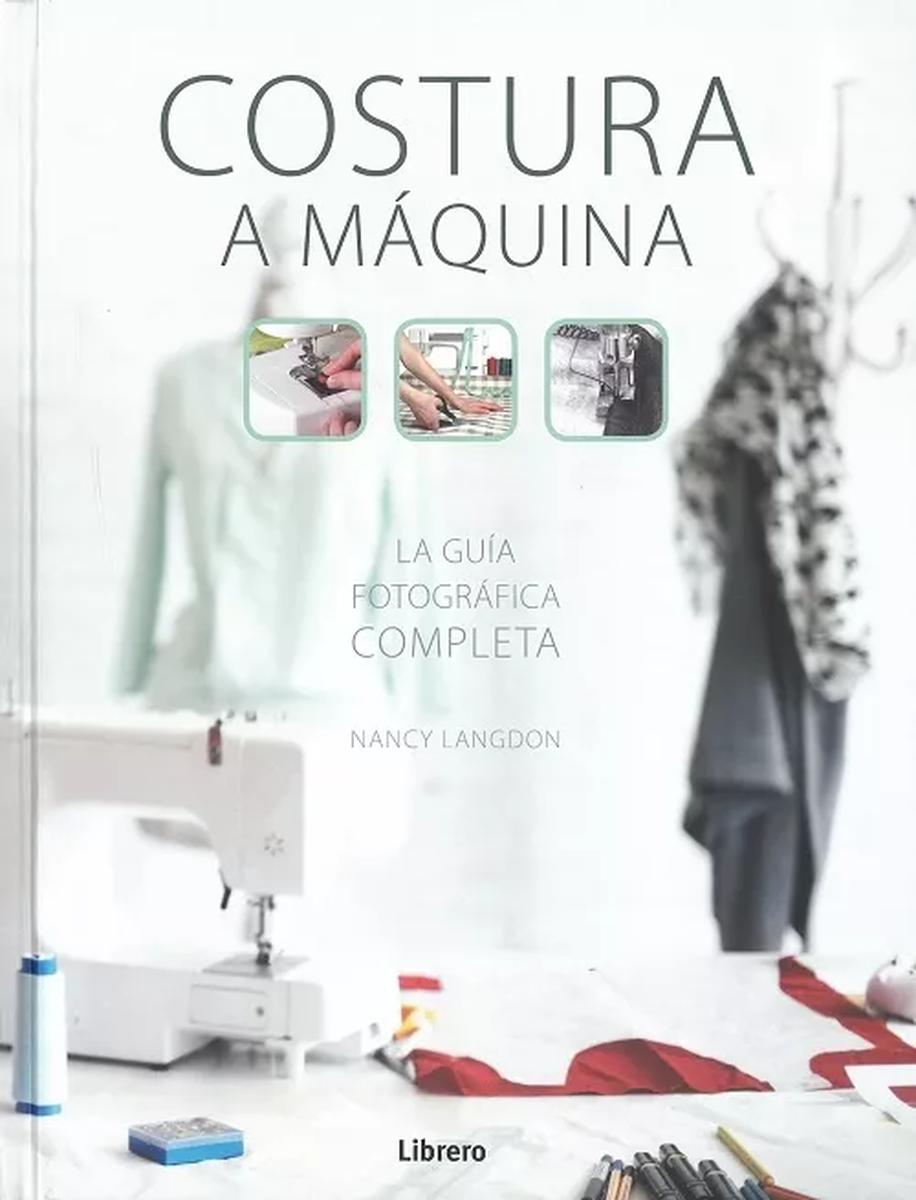 COSTURA
A MÁQUINA
LA GUÍA
FOTOGRÁFICA
COMPLETA
NANCY LANGDON
Librero